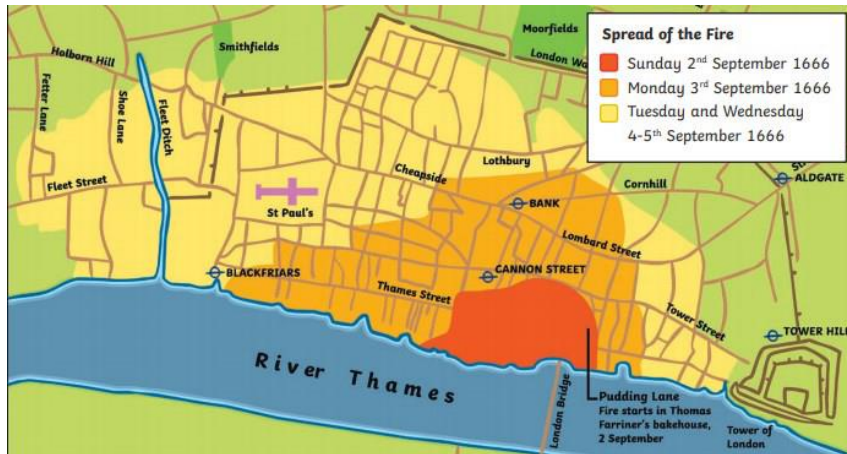 Moorfields
London Wa
Smithfields
Holborn Hill
Fetter Lane
Shoe Lane
Fleet Ditch
Fleet Street
St Paul's
Cheapside
Lothbury
Cornhill
BANK
ALDGATE
Lombard Street
CANNON STREET
BLACKFRIARS
Thames Street
Tower Street
TOWER HILL
River Thames
London Bridge
Pudding Lane
Fire starts in Thomas
Farriner's bakehouse,
2 September
Tower of
London
Spread of the Fire
Sunday 2nd September 1666
Monday 3rd September 1666
Tuesday and Wednesday
4-5th September 1666